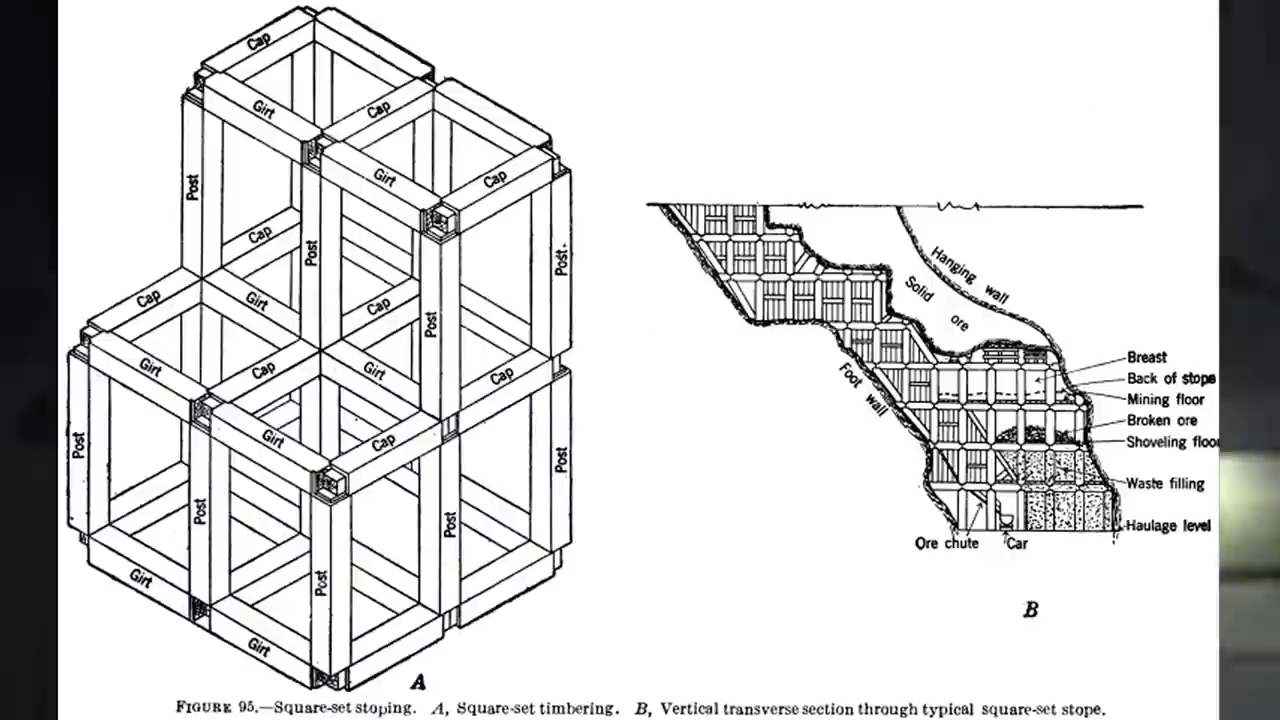 Cap
Girt
Cap
Girt
Cap
Post
Post
Cap
Post.
Cap
Girt
Cap
Post
Girt
Cap
Girt
Cap
Girt
Cap
Post
Post
Post
Post
Post
Girt
Girt
A
Hanging wall
Solid ore
Foot wall
Breast
Back of stope
Mining floor
Broken ore
Shoveling floor
Waste filling
Haulage level
Ore chute
Car
B
FIGURE 95.—Square-set stoping. A, Square-set timbering. B, Vertical transverse section through typical square-set stope.